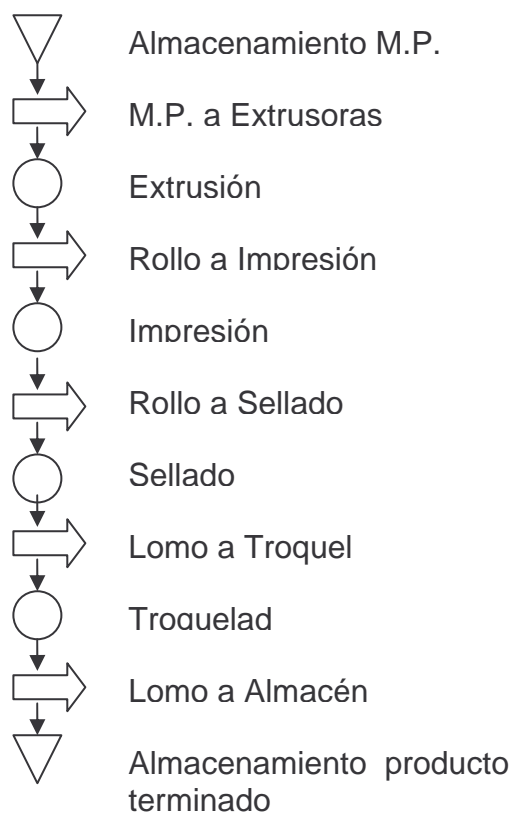 Almacenamiento M.P.
M.P. a Extrusoras
Extrusión
Rollo a Impresión
Impresión
Rollo a Sellado
Sellado
Lomo a Troquel
Troquelad
Lomo a Almacén
Almacenamiento producto
terminado